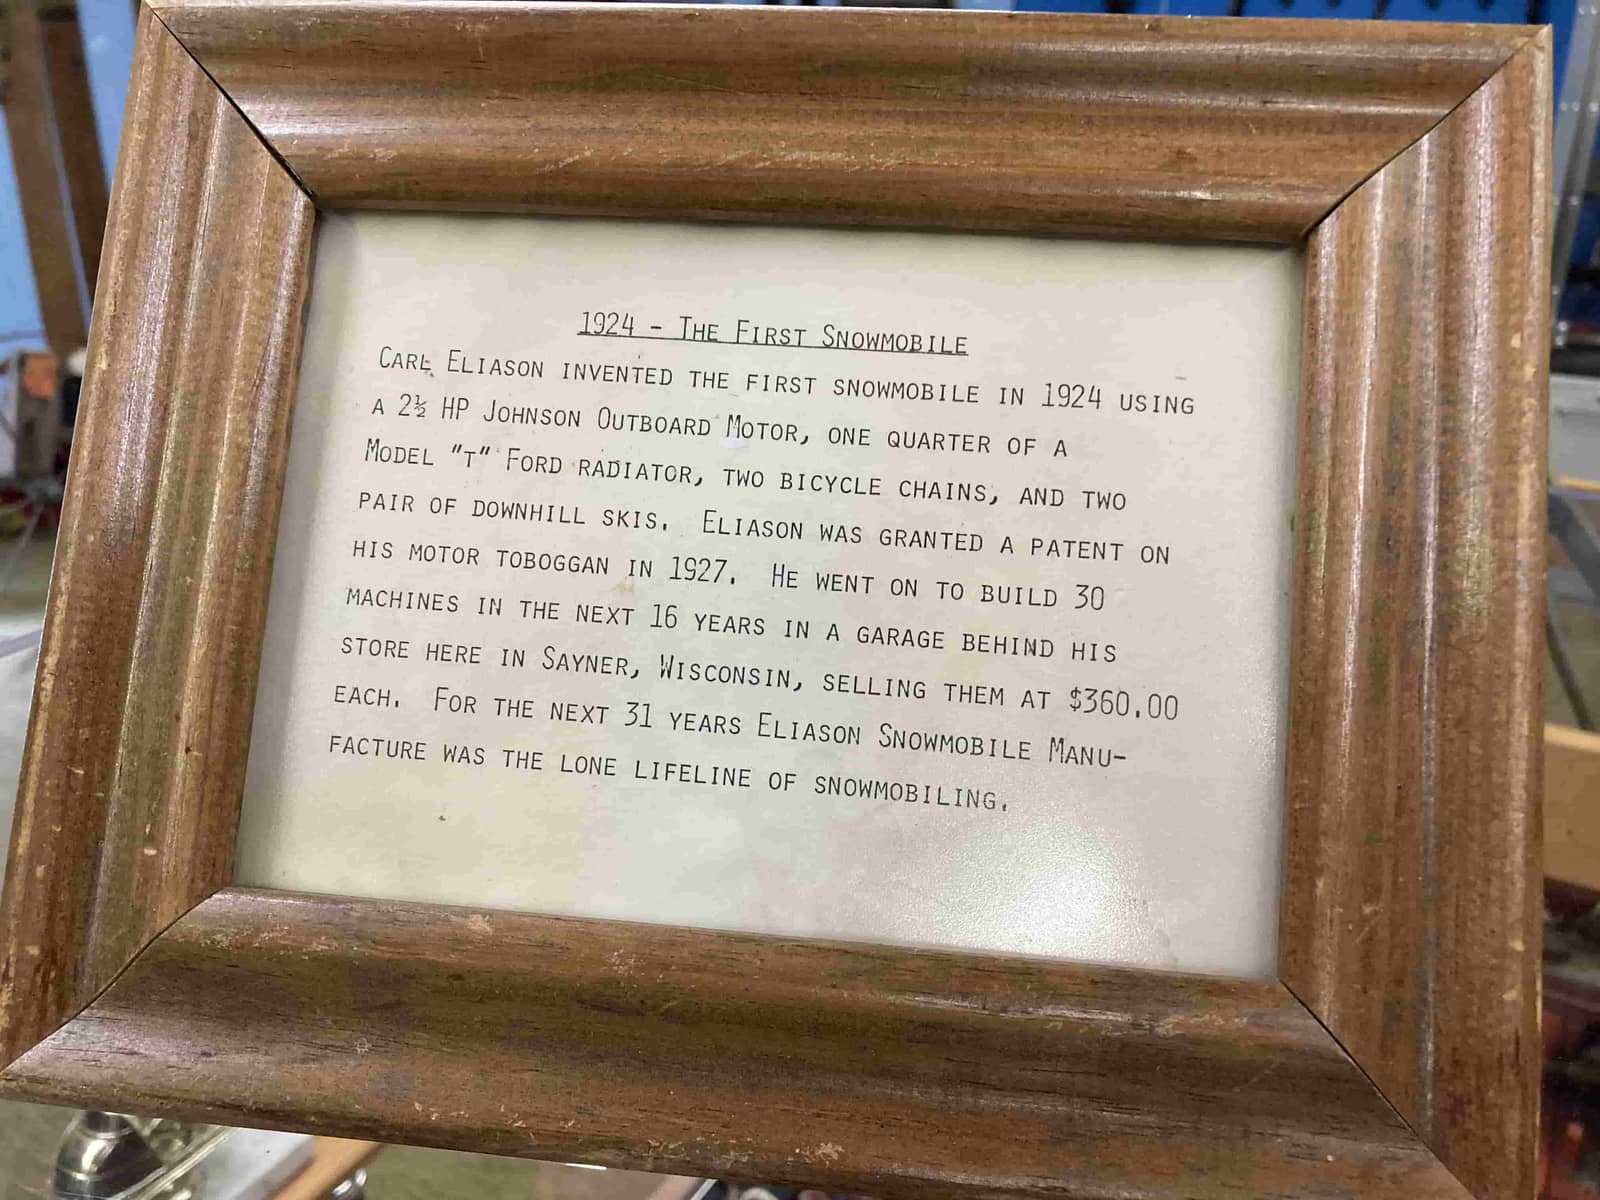 1924 - The First Snowmobile
Carl Eliason invented the first snowmobile in 1924 using
a 2½ HP Johnson Outboard Motor, one quarter of a
Model "T" Ford radiator, two bicycle chains, and two
pair of downhill skis. Eliason was granted a patent on
his motor toboggan in 1927. He went on to build 30
machines in the next 16 years in a garage behind his
store here in Sayner, Wisconsin, selling them at $360.00
each. For the next 31 years Eliason Snowmobile Manu-
facture was the lone lifeline of snowmobiling.